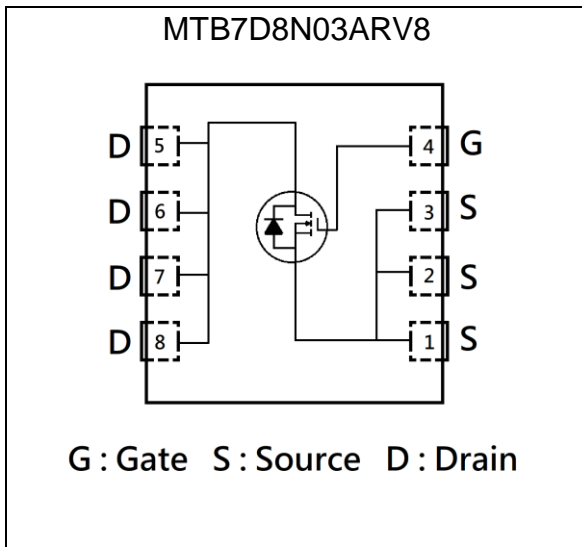 MTB7D8N03ARV8
D 5 4 G
D 6 3 S
D 7 2 S
D 8 1 S
G : Gate S : Source D : Drain